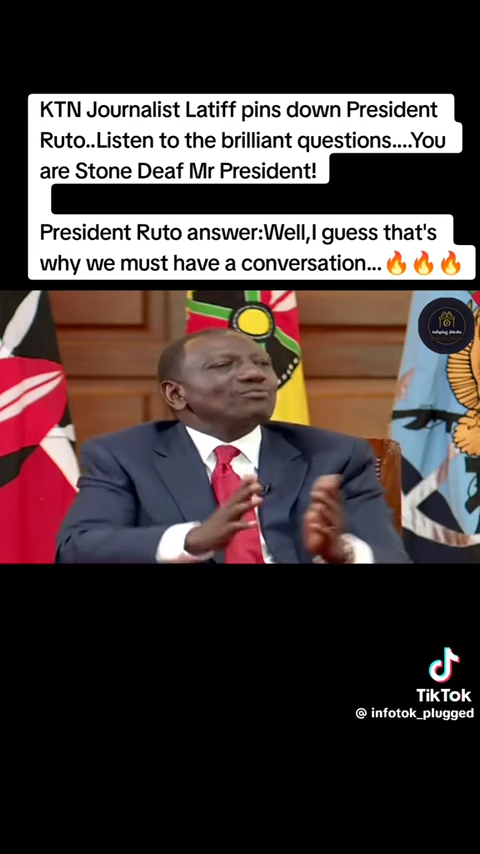 KTN Journalist Latiff pins down President
Ruto..Listen to the brilliant questions....You
are Stone Deaf Mr President!
President Ruto answer:Well,I guess that's
why we must have a conversation...🔥🔥🔥
TikTok
@ infotok_plugged